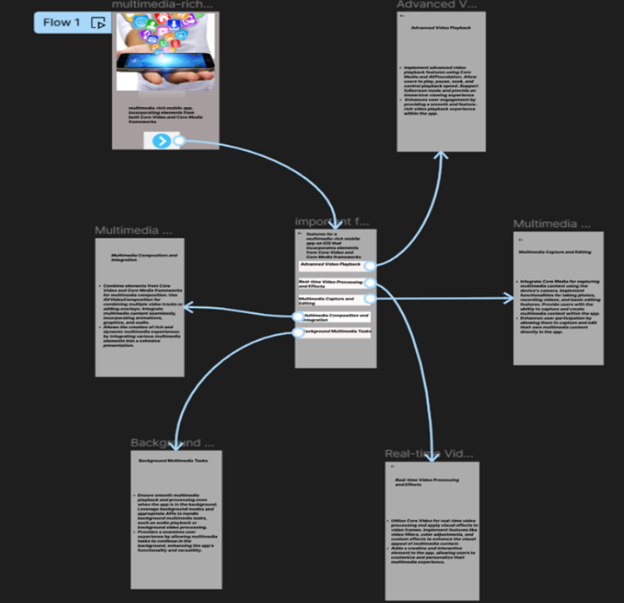 multimedia-rich...
Flow 1
multimedia-rich mobile app,
incorporating elements from
both Core Video and Core Media
frameworks
Advanced V...
Advanced Video Playback
Implement advanced video
playback features using Core
Media and AVFoundation. Allow
users to play, pause, seek, and
control playback speed. Support
fullscreen mode and provide an
immersive viewing experience
Enhances user engagement by
providing a smooth and feature-
rich video playback experience
within the app.
important f...
features for a
multimedia-rich mobile
app on iOS that
incorporates elements
from Core Video and
Core Media frameworks
Advanced Video Playback
Real-time Video Processing
and Effects
Multimedia Capture and
Editing
Multimedia Composition and
Integration
Background Multimedia Tasks
Multimedia ...
Multimedia Composition and
Integration
Combine elements from Core
Video and Core Media frameworks
for multimedia composition. Use
AVVideoComposition for
combining multiple video tracks or
adding overlays. Integrate
multimedia content seamlessly,
incorporating animations,
graphics, and audio.
Allows the creation of rich and
dynamic multimedia experiences
by integrating various multimedia
elements into a cohesive
presentation.
Multimedia ...
Multimedia Capture and Editing
Integrate Core Media for capturing
multimedia content using the
device's camera. Implement
functionalities for taking photos,
recording videos, and basic editing
features. Provide users with the
ability to capture and create
multimedia content within the app.
Enhances user participation by
allowing them to capture and edit
their own multimedia content
directly in the app.
Background ...
Background Multimedia Tasks
Ensure smooth multimedia
playback and processing even
when the app is in the background.
Leverage background modes and
appropriate APIs to handle
background multimedia tasks,
such as audio playback or
background video processing.
Provides a seamless user
experience by allowing multimedia
tasks to continue in the
background, enhancing the app's
functionality and versatility.
Real-time Vid...
Real-time Video Processing
and Effects
Utilize Core Video for real-time video
processing and apply visual effects
to video frames. Implement features
like video filters, color adjustments, and
custom effects to enhance the visual
appeal of multimedia content.
Adds a creative and interactive
element to the app, allowing users to
customize and personalize their
multimedia experience.